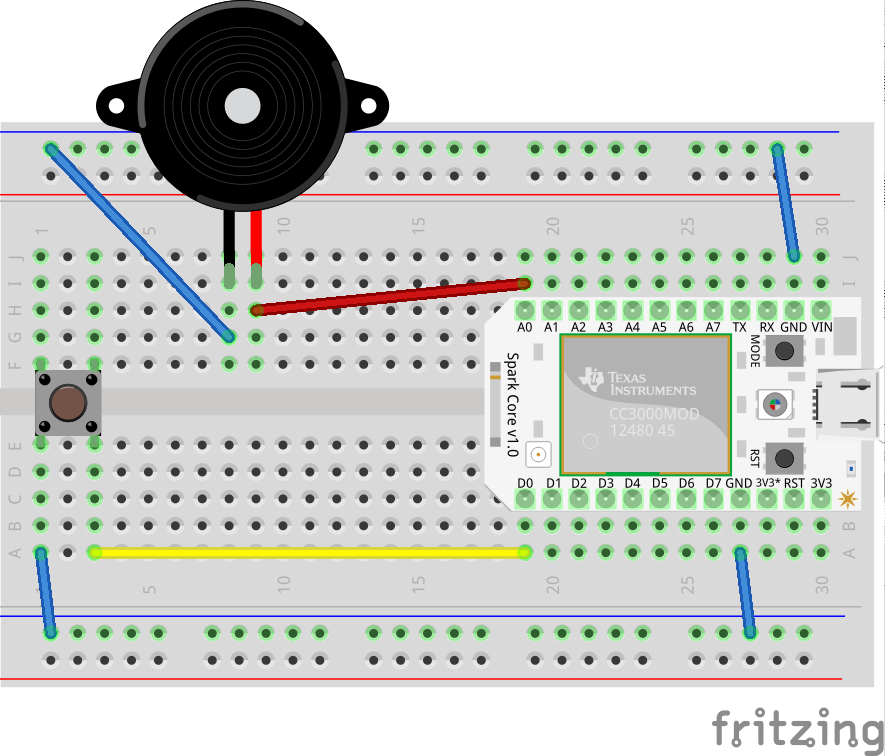 1 5 10 15 20 25 30
J J
I I
H
G
F
A0 A1 A2 A3 A4 A5 A6 A7 TX RX GND VIN
MODE
Spark Core v1.0
TEXAS
INSTRUMENTS
CC3000MOD
12480 45
RST
E
D0 D1 D2 D3 D4 D5 D6 D7 GND 3V3* RST 3V3
D
C
B B
A A
1 5 10 15 20 25 30
fritzing